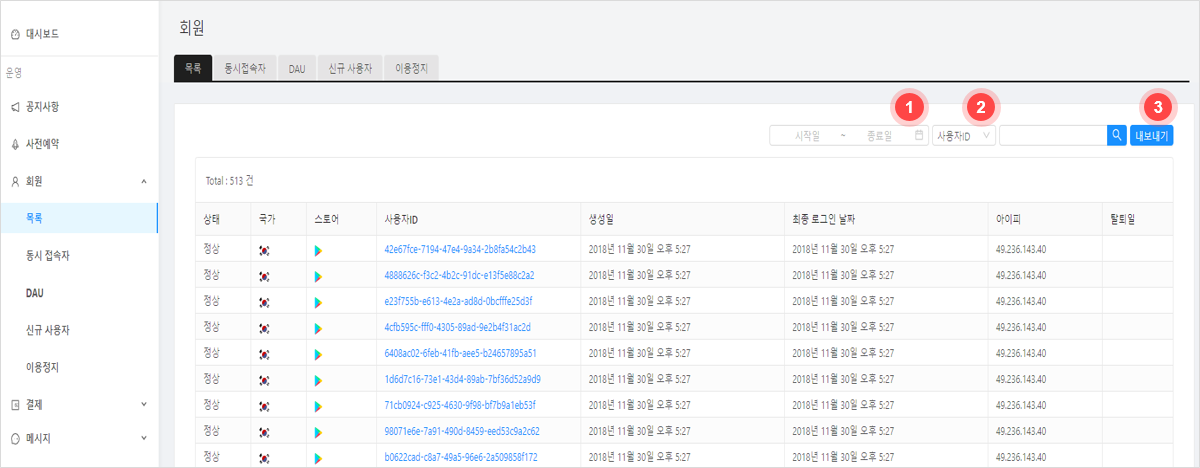 대시보드
운영
공지사항
사전예약
회원
목록
동시 접속자
DAU
신규 사용자
이용정지
결제
메시지
회원
목록 동시접속자 DAU 신규 사용자 이용정지
1 2 3
시작일 ~ 종료일 사용자ID 내보내기
Total : 513 건
상태 국가 스토어 사용자ID 생성일 최종 로그인 날짜 아이피 탈퇴일
정상 42e67fce-7194-47e4-9a34-2b8fa54c2b43 2018년 11월 30일 오후 5:27 2018년 11월 30일 오후 5:27 49.236.143.40
정상 4888626c-f3c2-4b2c-91dc-e13f5e88c2a2 2018년 11월 30일 오후 5:27 2018년 11월 30일 오후 5:27 49.236.143.40
정상 e23f755b-e613-4e2a-ad8d-0bcfffe25d3f 2018년 11월 30일 오후 5:27 2018년 11월 30일 오후 5:27 49.236.143.40
정상 4cfb595c-fff0-4305-89ad-9e2b4f31ac2d 2018년 11월 30일 오후 5:27 2018년 11월 30일 오후 5:27 49.236.143.40
정상 6408ac02-6feb-41fb-aee5-b24657895a51 2018년 11월 30일 오후 5:27 2018년 11월 30일 오후 5:27 49.236.143.40
정상 1d6d7c16-73e1-43d4-89ab-7bf36d52a9d9 2018년 11월 30일 오후 5:27 2018년 11월 30일 오후 5:27 49.236.143.40
정상 71cb0924-c925-4630-9f98-bf7b9a1eb53f 2018년 11월 30일 오후 5:27 2018년 11월 30일 오후 5:27 49.236.143.40
정상 98071e6e-7a91-490d-8459-eed53c9a2c62 2018년 11월 30일 오후 5:27 2018년 11월 30일 오후 5:27 49.236.143.40
정상 b0622cad-c8a7-49a5-96e6-2a509858f172 2018년 11월 30일 오후 5:27 2018년 11월 30일 오후 5:27 49.236.143.40